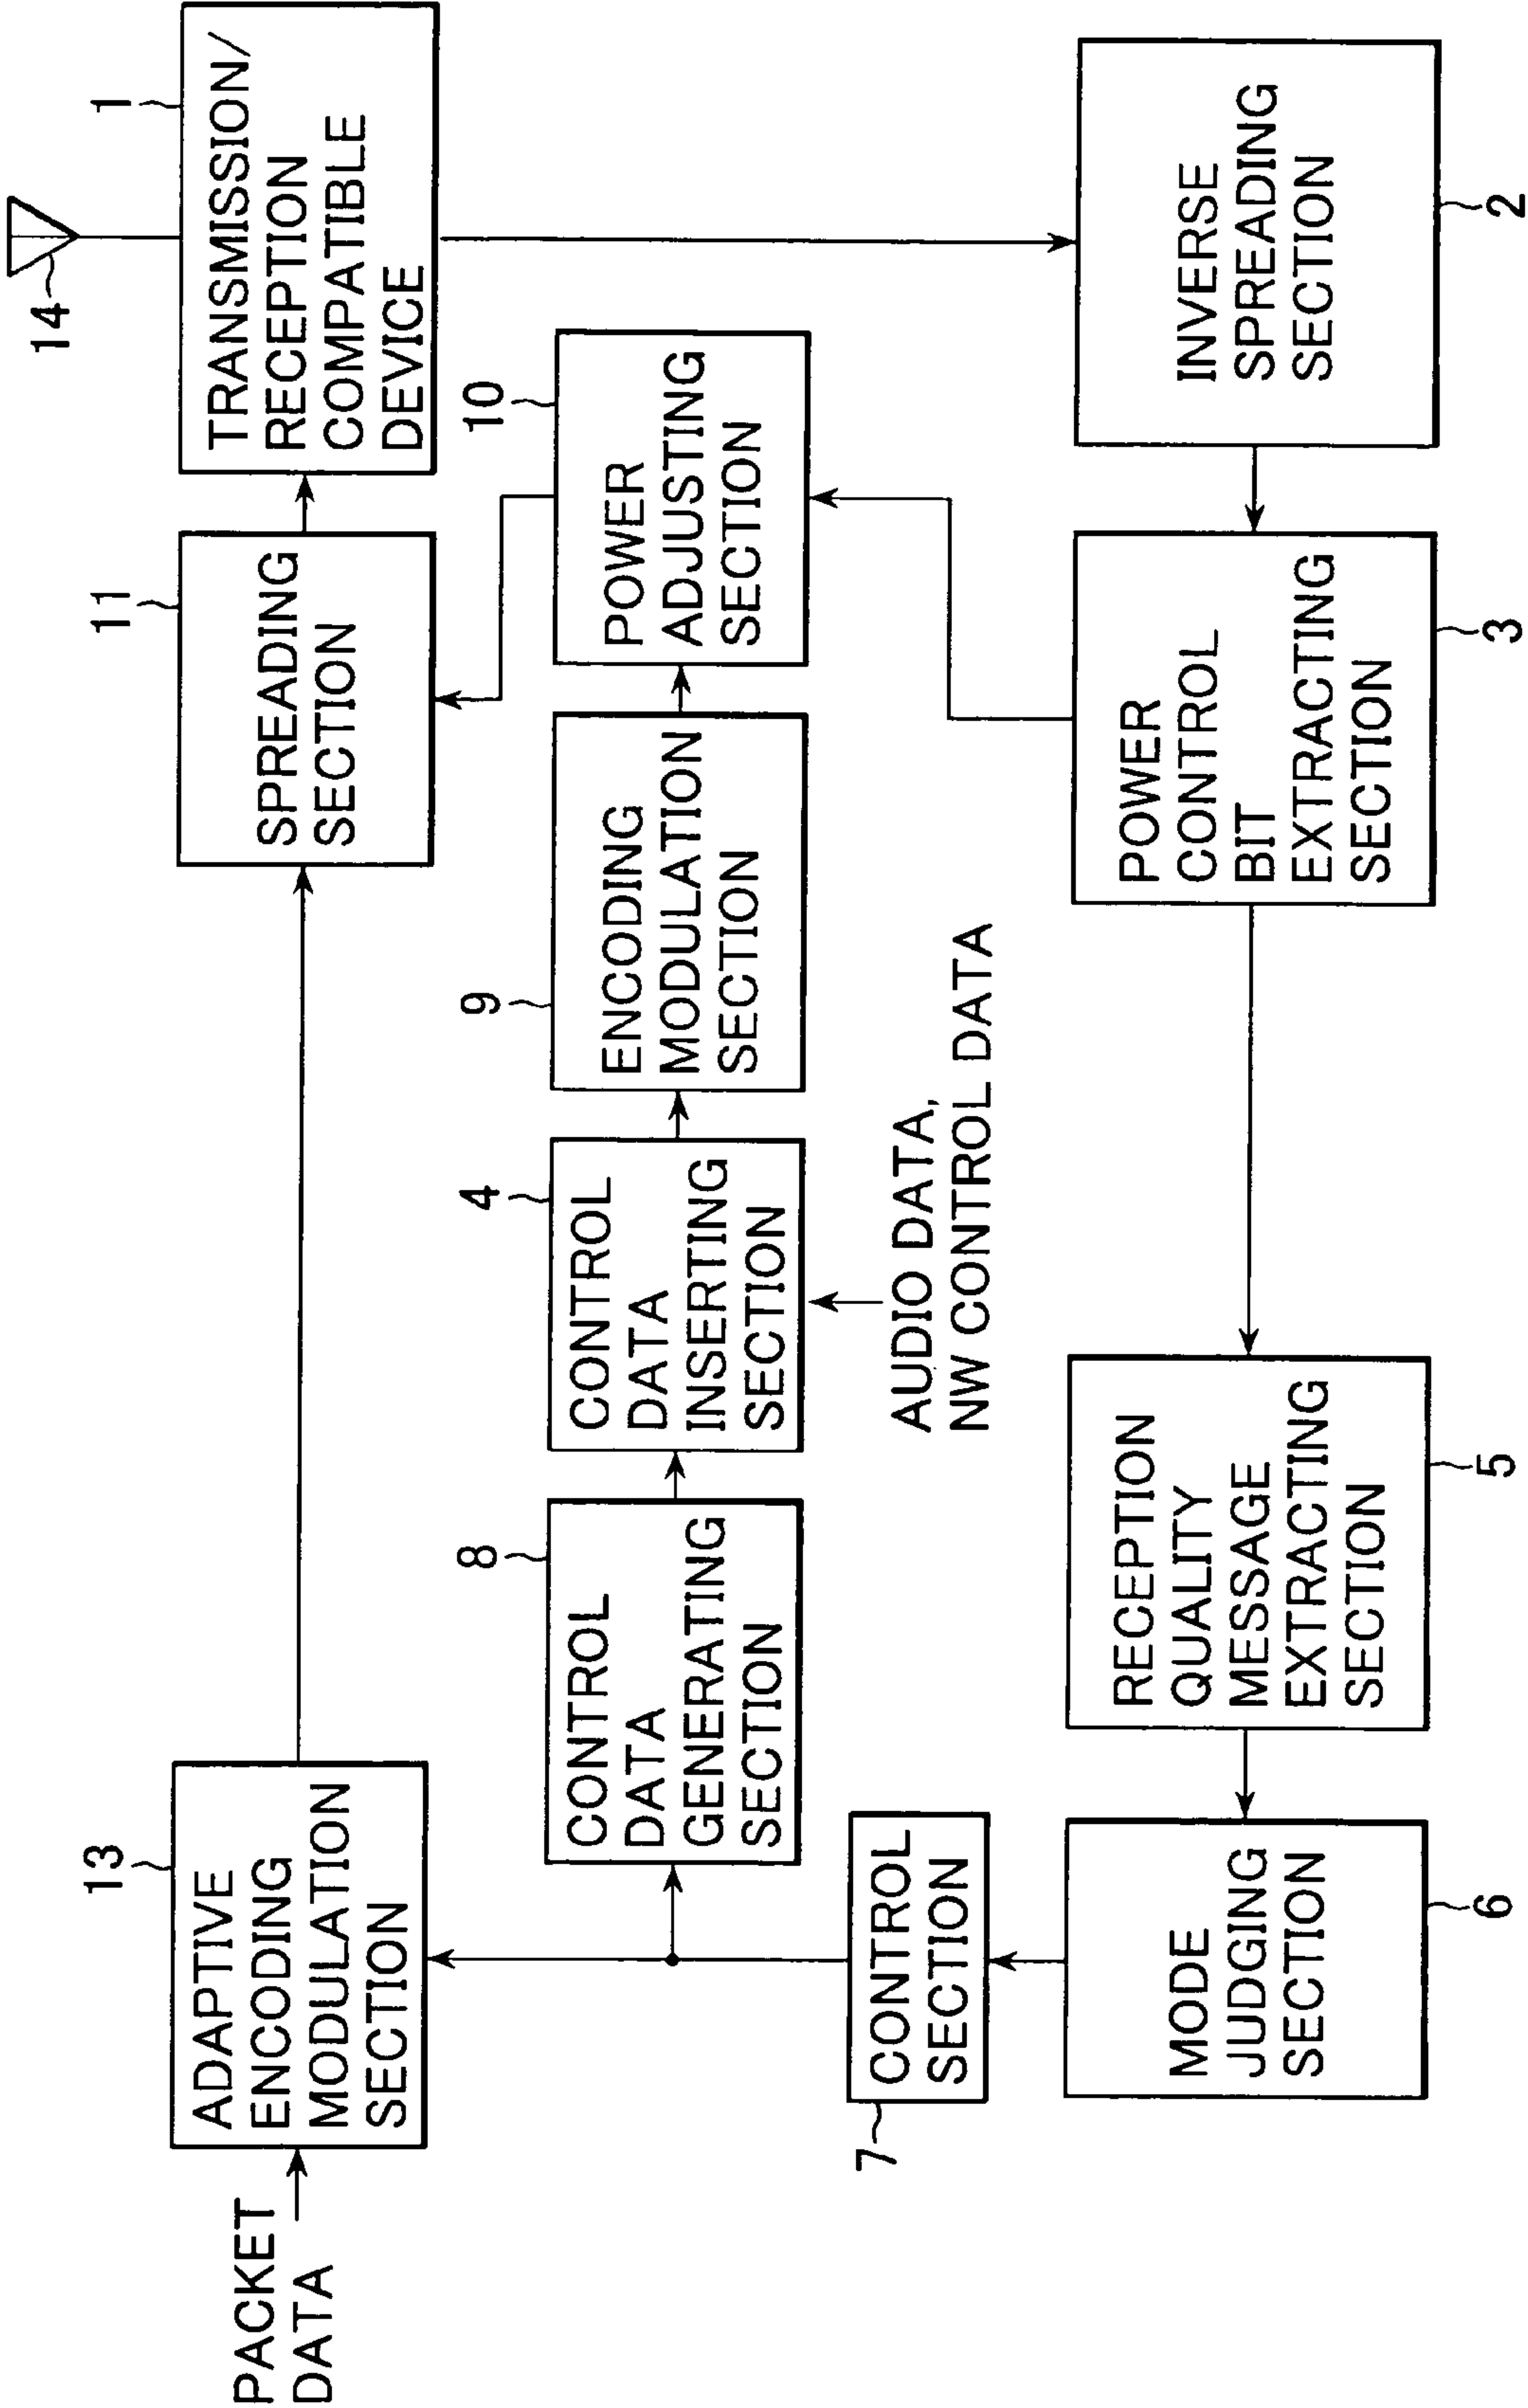 PACKET
DATA
13
ADAPTIVE
ENCODING
MODULATION
SECTION
11
SPREADING
SECTION
1
TRANSMISSION/
RECEPTION
COMPATIBLE
DEVICE
14
8
CONTROL
DATA
GENERATING
SECTION
4
CONTROL
DATA
INSERTING
SECTION
9
ENCODING
MODULATION
SECTION
10
POWER
ADJUSTING
SECTION
AUDIO DATA,
NW CONTROL DATA
7
CONTROL
SECTION
MODE
JUDGING
SECTION
6
RECEPTION
QUALITY
MESSAGE
EXTRACTING
SECTION
5
POWER
CONTROL
BIT
EXTRACTING
SECTION
3
INVERSE
SPREADING
SECTION
2